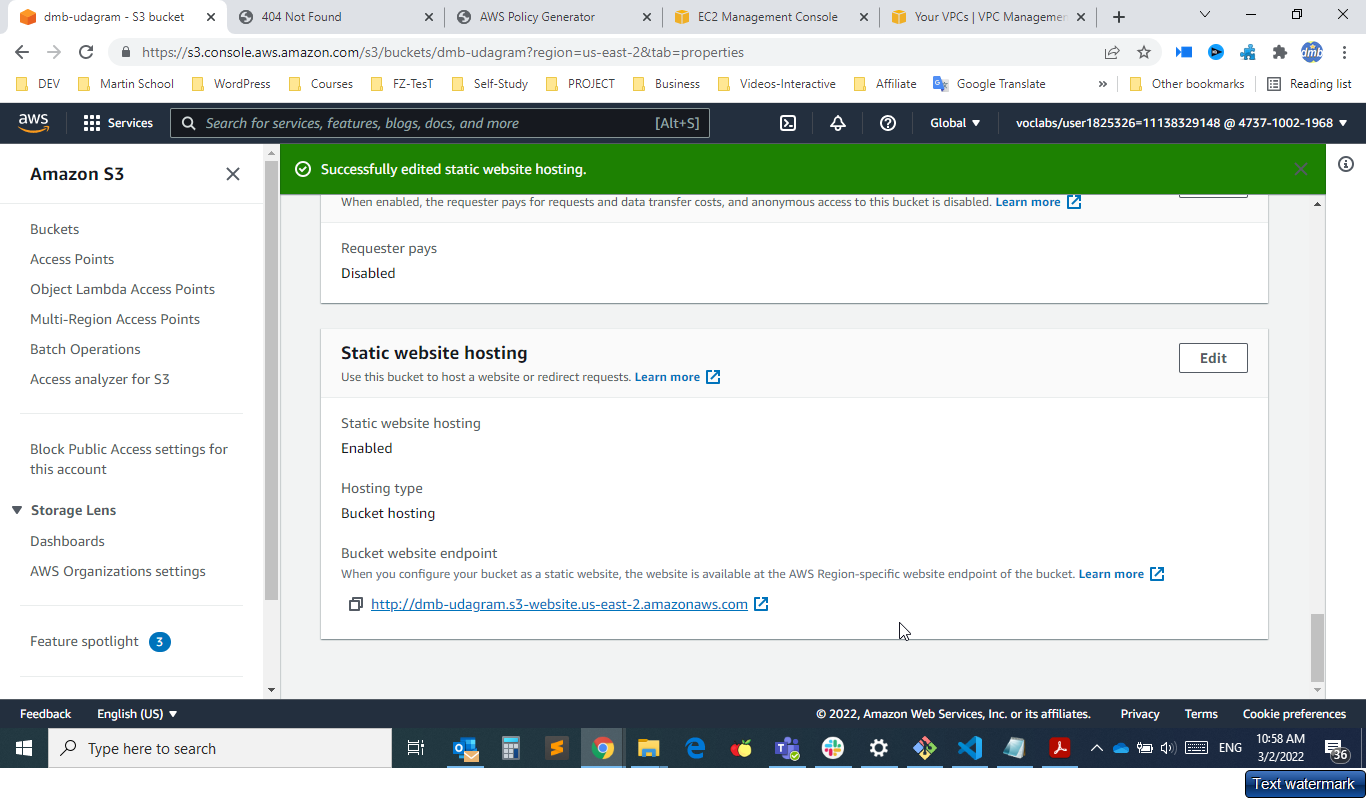 dmb-udagram - S3 bucket
404 Not Found
AWS Policy Generator
EC2 Management Console
Your VPCs | VPC Managemen
https://s3.console.aws.amazon.com/s3/buckets/dmb-udagram?region=us-east-2&tab=properties
dmb
DEV
Martin School
WordPress
Courses
FZ-TesT
Self-Study
PROJECT
Business
Videos-Interactive
Affiliate
Google Translate
»
Other bookmarks
Reading list
aws
Services
Search for services, features, blogs, docs, and more
[Alt+S]
Global
voclabs/user1825326=11138329148 @ 4737-1002-1968
Amazon S3
Buckets
Access Points
Object Lambda Access Points
Multi-Region Access Points
Batch Operations
Access analyzer for S3
Block Public Access settings for
this account
Storage Lens
Dashboards
AWS Organizations settings
Feature spotlight 3
Successfully edited static website hosting.
When enabled, the requester pays for requests and data transfer costs, and anonymous access to this bucket is disabled. Learn more
Requester pays
Disabled
Static website hosting
Edit
Use this bucket to host a website or redirect requests. Learn more
Static website hosting
Enabled
Hosting type
Bucket hosting
Bucket website endpoint
When you configure your bucket as a static website, the website is available at the AWS Region-specific website endpoint of the bucket. Learn more
http://dmb-udagram.s3-website.us-east-2.amazonaws.com
Feedback
English (US)
© 2022, Amazon Web Services, Inc. or its affiliates.
Privacy
Terms
Cookie preferences
Type here to search
ENG
10:58 AM
3/2/2022
36
Text watermark